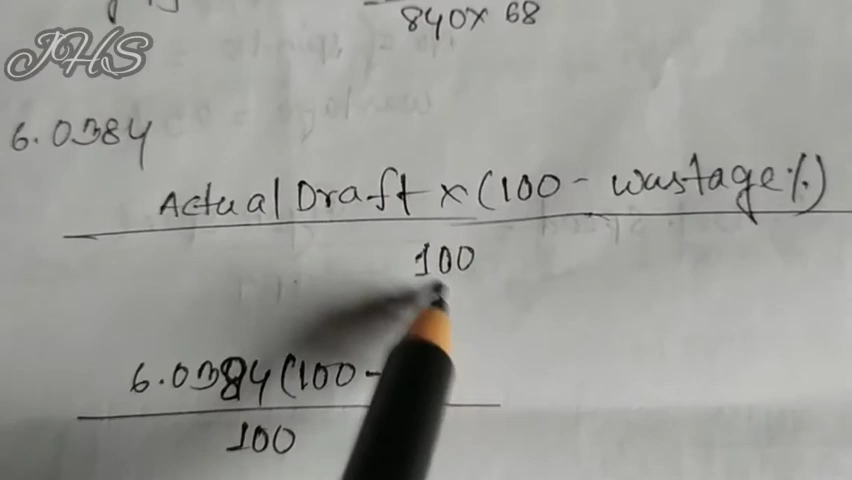 840x 68
JHS
6.0384
Actual Draft x (100 - wastage%)
100
6.0384 (100 -
100